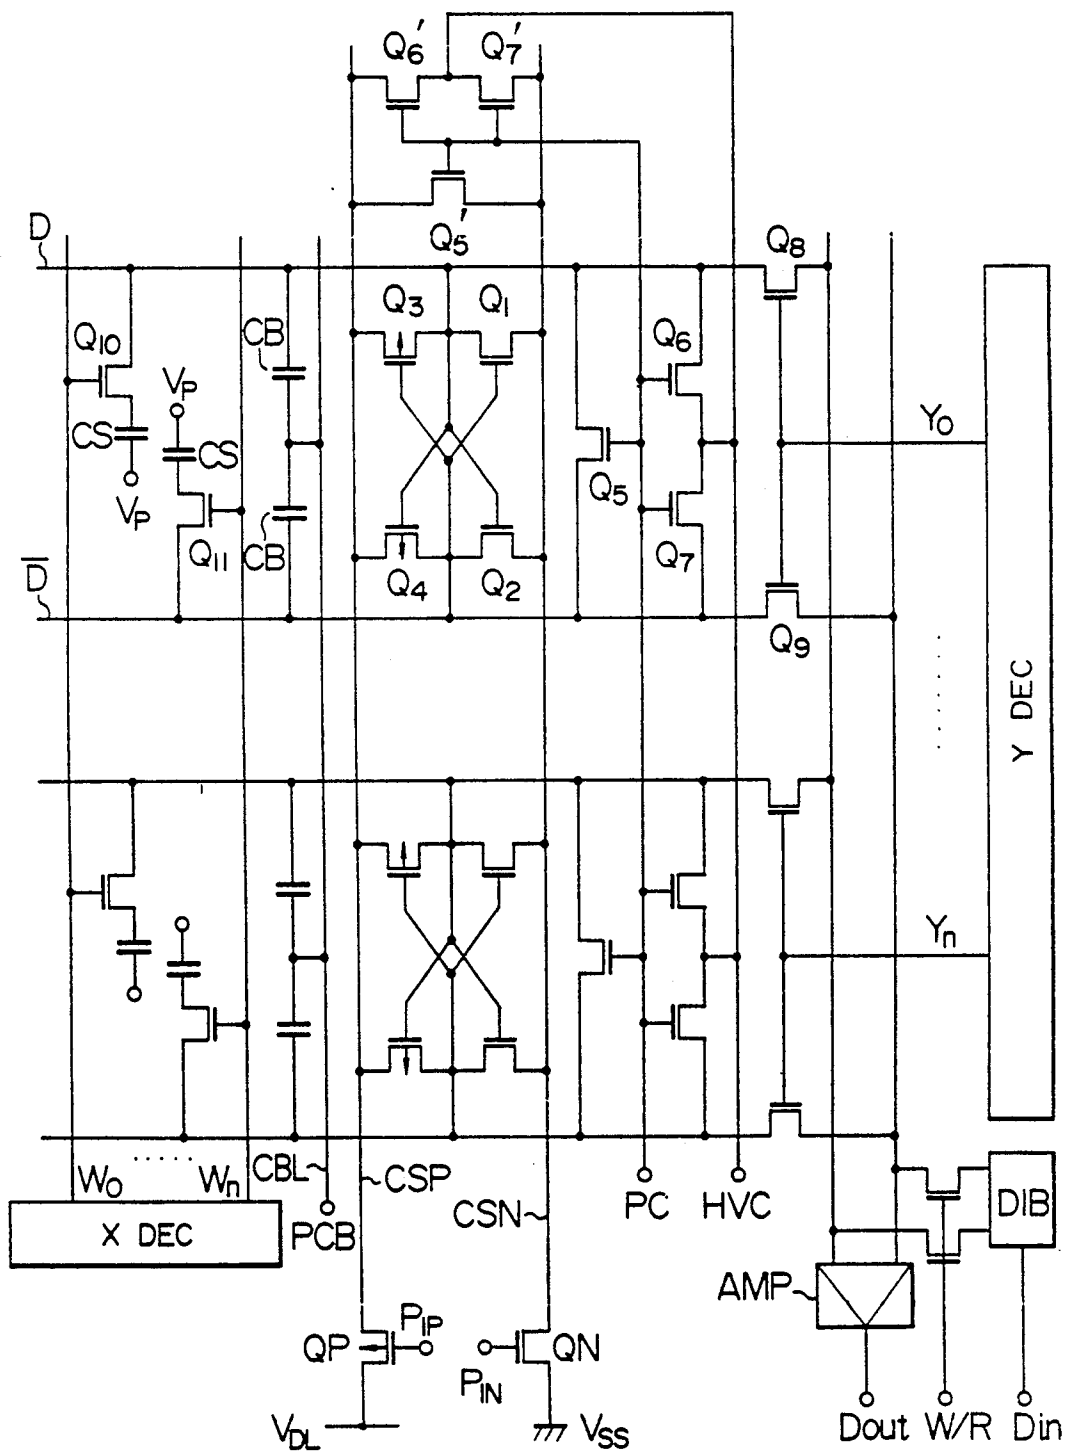 Q6' Q7'
Q5'
D Q8
Q3 Q1
Q10 CB Q6
VP
CS CS Y0
VP Q5
Q11 CB Q7
D̅ Q4 Q2
Q9
Y DEC
Yn
W0 ..... Wn CBL CSP
X DEC PCB CSN PC HVC DIB
AMP
PIP
QP QN
PIN
VDL VSS
Dout W/R Din